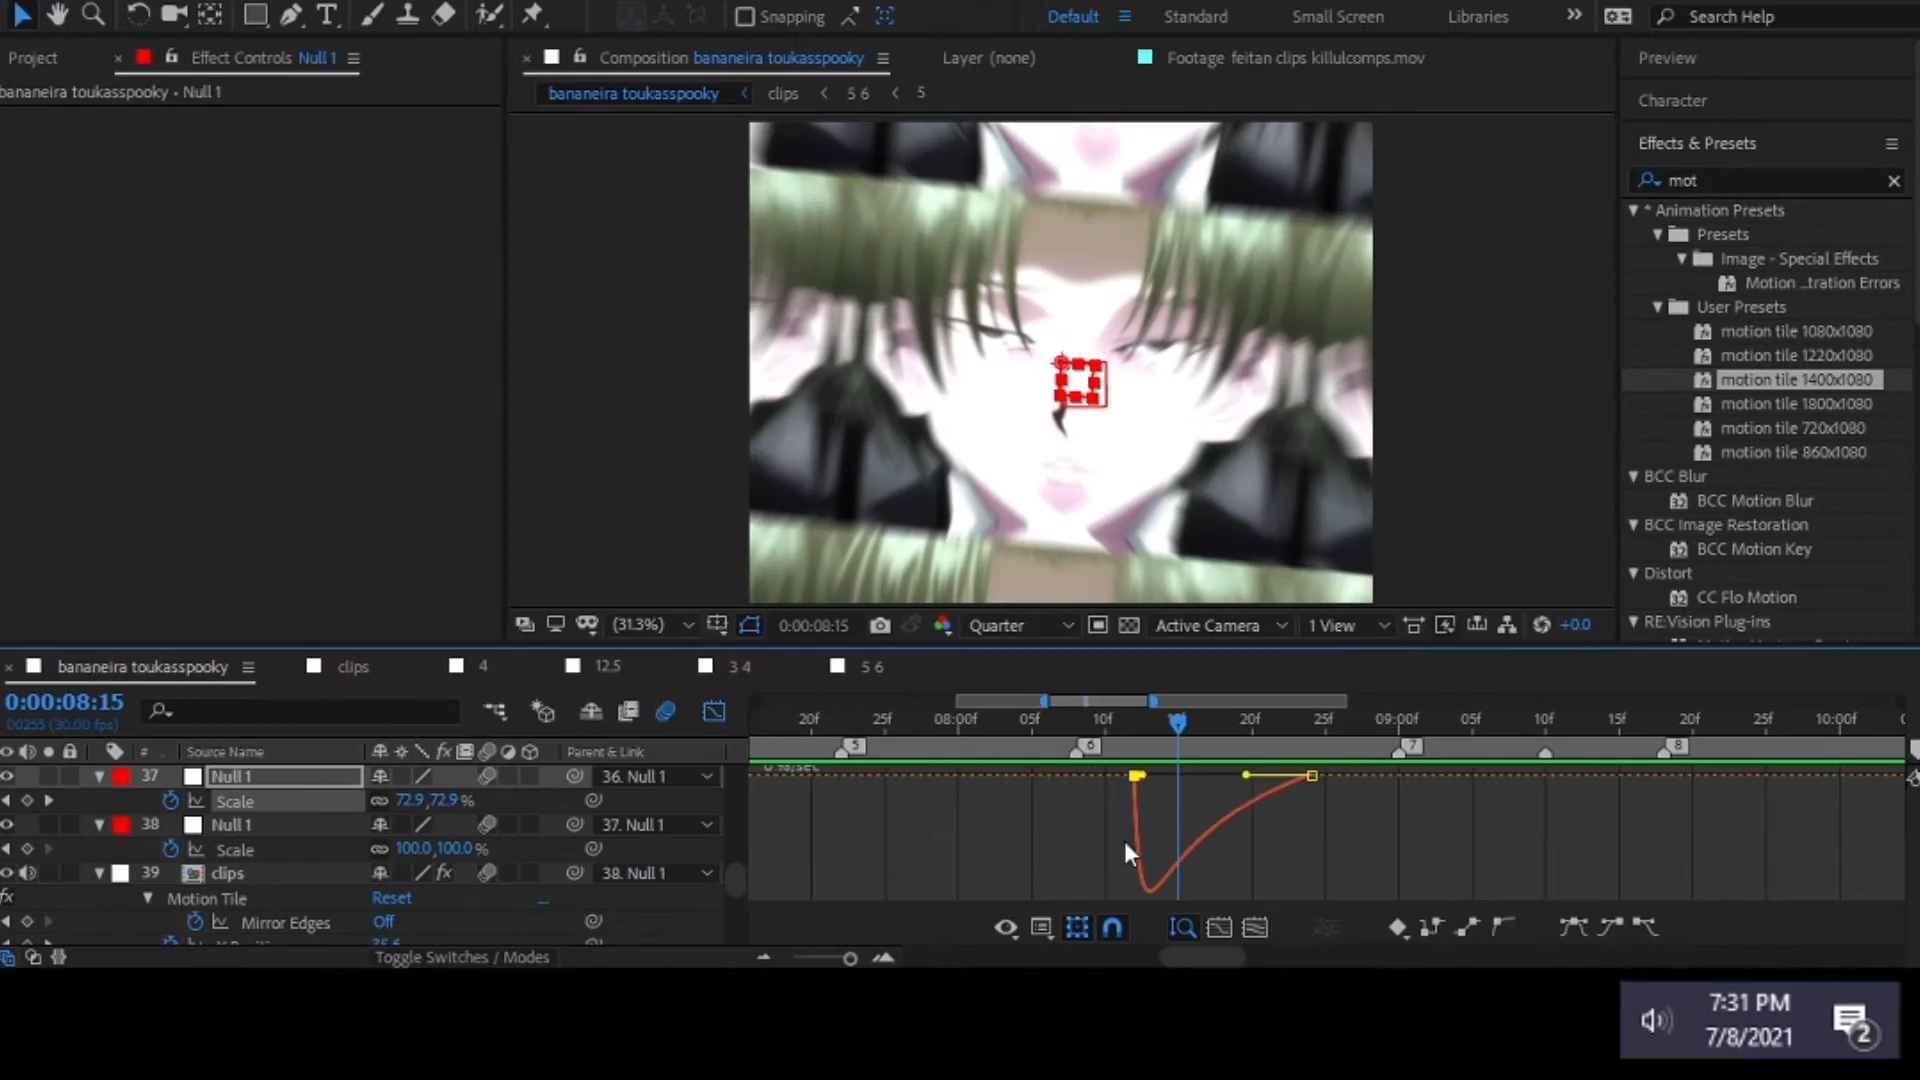 Snapping
Default
Standard
Small Screen
Libraries
Search Help
Project
Effect Controls Null 1
Composition bananeira toukasspooky
Layer (none)
Footage feitan clips killulcomps.mov
Preview
bananeira toukasspooky • Null 1
bananeira toukasspooky
clips
5 6
5
Character
Effects & Presets
mot
* Animation Presets
Presets
Image - Special Effects
Motion ...tration Errors
User Presets
motion tile 1080x1080
motion tile 1220x1080
motion tile 1400x1080
motion tile 1800x1080
motion tile 720x1080
motion tile 860x1080
BCC Blur
BCC Motion Blur
BCC Image Restoration
BCC Motion Key
Distort
CC Flo Motion
RE:Vision Plug-ins
(31.3%)
0:00:08:15
Quarter
Active Camera
1 View
+0.0
bananeira toukasspooky
clips
4
12.5
3 4
5 6
0:00:08:15
00255 (30.00 fps)
20f
25f
08:00f
05f
10f
20f
25f
09:00f
05f
10f
15f
20f
25f
10:00f
# Source Name
Parent & Link
5
6
7
8
37
Null 1
36. Null 1
Scale
72.9,72.9 %
38
Null 1
37. Null 1
Scale
100.0,100.0 %
39
clips
38. Null 1
fx
Motion Tile
Reset
Mirror Edges
Off
Toggle Switches / Modes
7:31 PM
7/8/2021
2